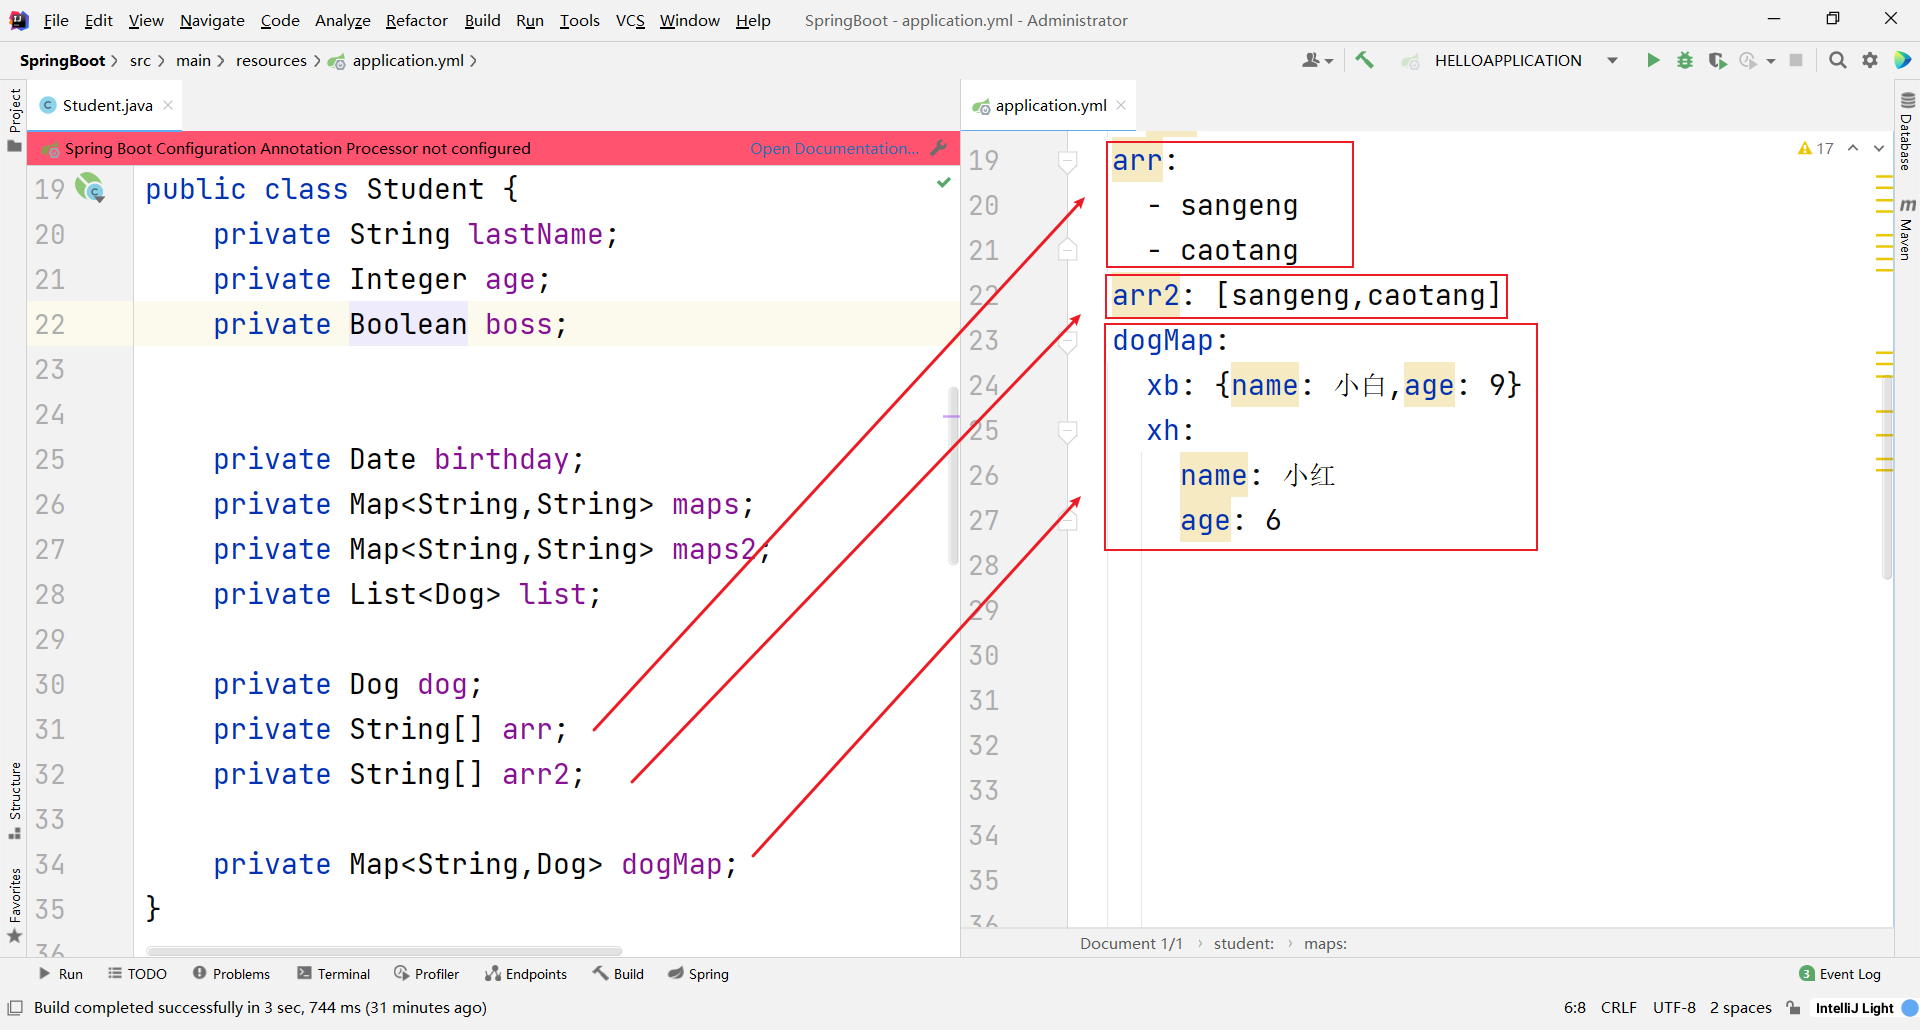 File Edit View Navigate Code Analyze Refactor Build Run Tools VCS Window Help SpringBoot - application.yml - Administrator
SpringBoot src main resources application.yml HELLOAPPLICATION
Project
Student.java
Spring Boot Configuration Annotation Processor not configured Open Documentation...
19 public class Student {
20 private String lastName;
21 private Integer age;
22 private Boolean boss;
23
24
25 private Date birthday;
26 private Map<String,String> maps;
27 private Map<String,String> maps2;
28 private List<Dog> list;
29
30 private Dog dog;
31 private String[] arr;
32 private String[] arr2;
33
34 private Map<String,Dog> dogMap;
35 }
36
Structure
Favorites
application.yml
17
19 arr:
20 - sangeng
21 - caotang
22 arr2: [sangeng,caotang]
23 dogMap:
24 xb: {name: 小白,age: 9}
25 xh:
26 name: 小红
27 age: 6
28
29
30
31
32
33
34
35
36
Database
m Maven
Document 1/1 student: maps:
Run TODO Problems Terminal Profiler Endpoints Build Spring 3 Event Log
Build completed successfully in 3 sec, 744 ms (31 minutes ago) 6:8 CRLF UTF-8 2 spaces IntelliJ Light